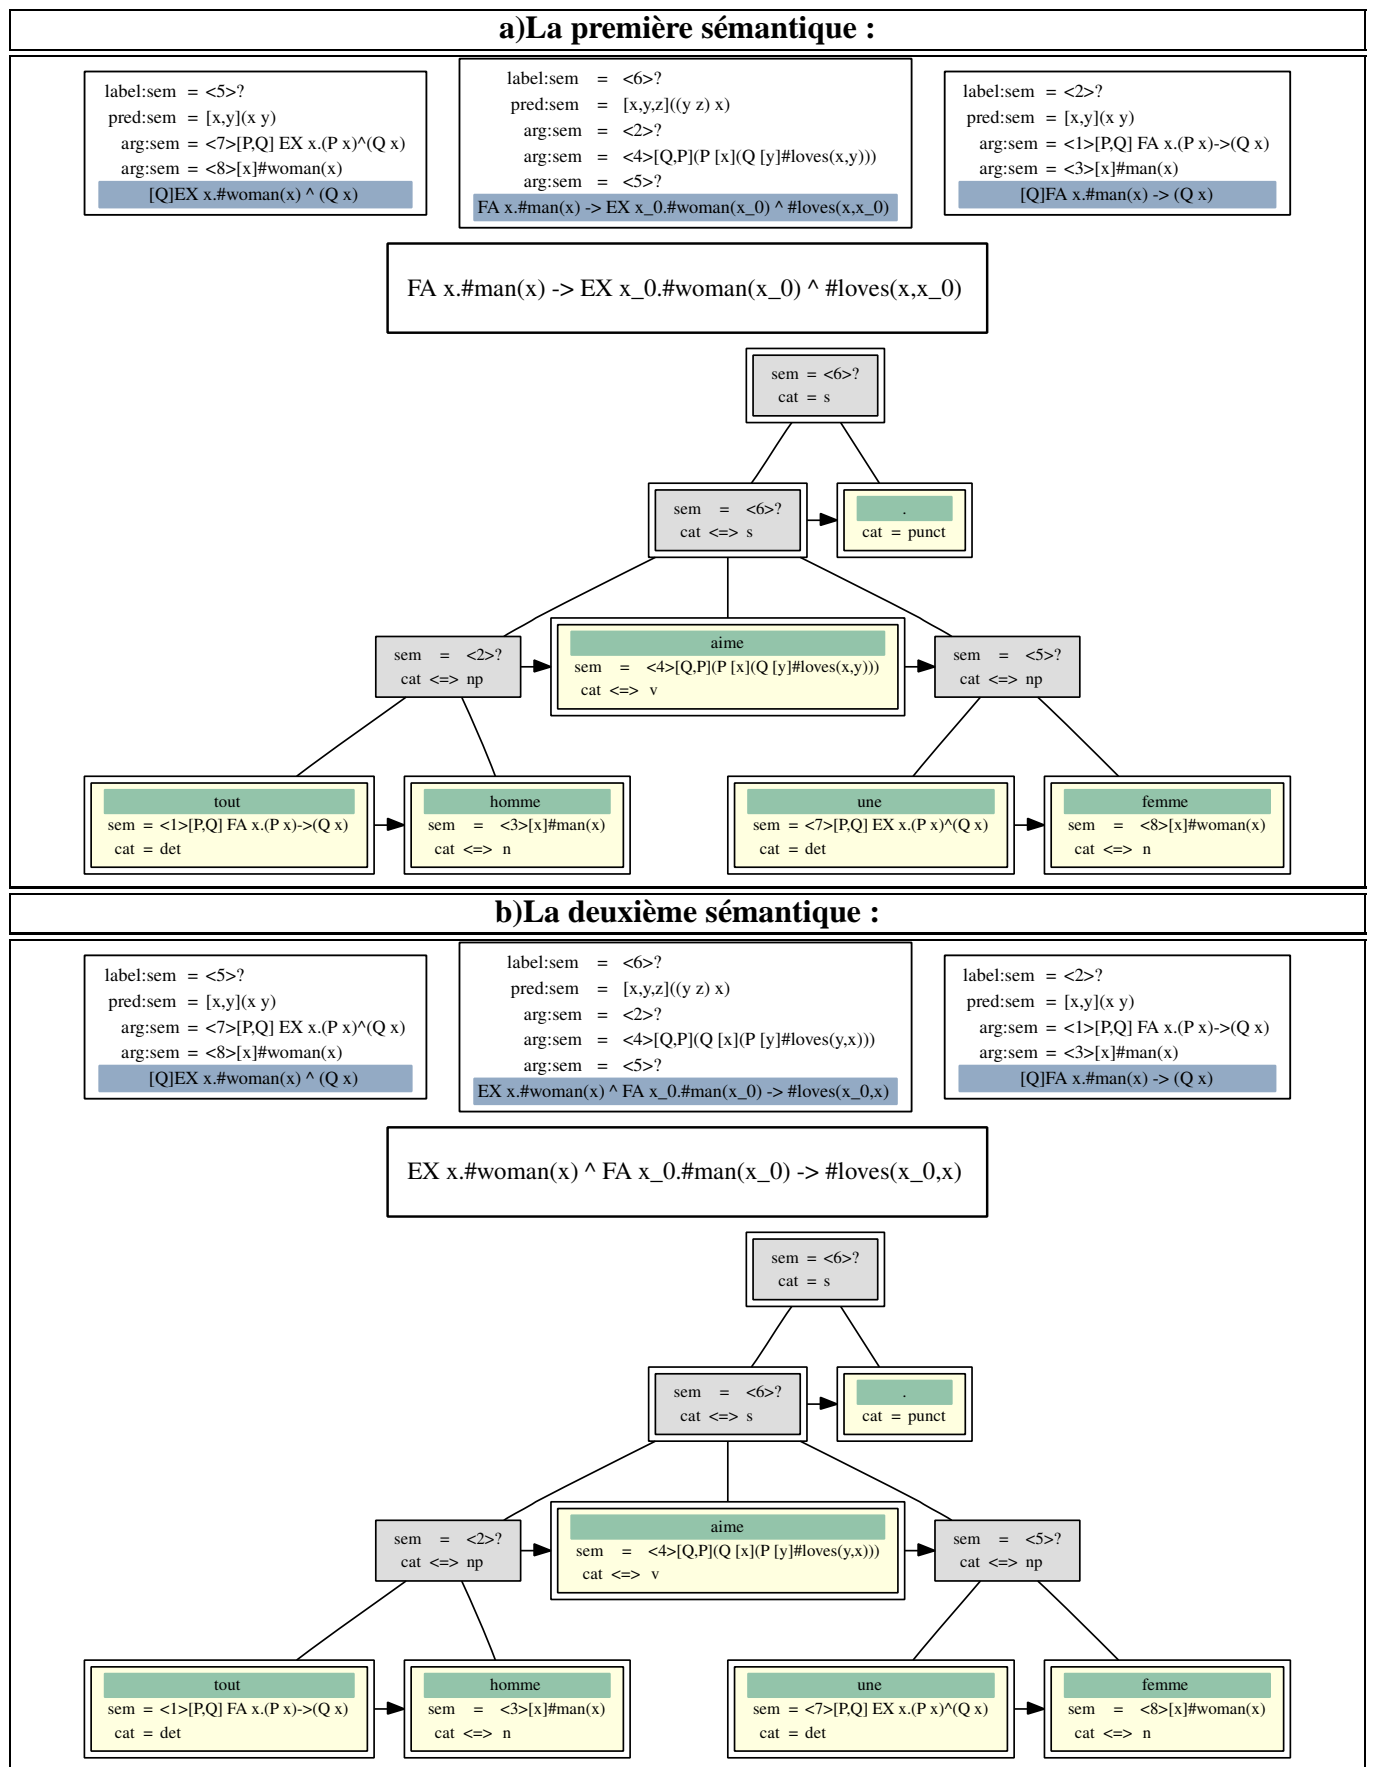 a)La première sémantique :
label:sem = <5>?
pred:sem = [x,y](x y)
arg:sem = <7>[P,Q] EX x.(P x)^(Q x)
arg:sem = <8>[x]#woman(x)
[Q]EX x.#woman(x) ^ (Q x)
label:sem = <6>?
pred:sem = [x,y,z]((y z) x)
arg:sem = <2>?
arg:sem = <4>[Q,P](P [x](Q [y]#loves(x,y)))
arg:sem = <5>?
FA x.#man(x) -> EX x_0.#woman(x_0) ^ #loves(x,x_0)
label:sem = <2>?
pred:sem = [x,y](x y)
arg:sem = <1>[P,Q] FA x.(P x)->(Q x)
arg:sem = <3>[x]#man(x)
[Q]FA x.#man(x) -> (Q x)
FA x.#man(x) -> EX x_0.#woman(x_0) ^ #loves(x,x_0)
sem = <6>?
cat = s
sem = <6>?
cat <=> s
.
cat = punct
sem = <2>?
cat <=> np
aime
sem = <4>[Q,P](P [x](Q [y]#loves(x,y)))
cat <=> v
sem = <5>?
cat <=> np
tout
sem = <1>[P,Q] FA x.(P x)->(Q x)
cat = det
homme
sem = <3>[x]#man(x)
cat <=> n
une
sem = <7>[P,Q] EX x.(P x)^(Q x)
cat = det
femme
sem = <8>[x]#woman(x)
cat <=> n
b)La deuxième sémantique :
label:sem = <5>?
pred:sem = [x,y](x y)
arg:sem = <7>[P,Q] EX x.(P x)^(Q x)
arg:sem = <8>[x]#woman(x)
[Q]EX x.#woman(x) ^ (Q x)
label:sem = <6>?
pred:sem = [x,y,z]((y z) x)
arg:sem = <2>?
arg:sem = <4>[Q,P](Q [x](P [y]#loves(y,x)))
arg:sem = <5>?
EX x.#woman(x) ^ FA x_0.#man(x_0) -> #loves(x_0,x)
label:sem = <2>?
pred:sem = [x,y](x y)
arg:sem = <1>[P,Q] FA x.(P x)->(Q x)
arg:sem = <3>[x]#man(x)
[Q]FA x.#man(x) -> (Q x)
EX x.#woman(x) ^ FA x_0.#man(x_0) -> #loves(x_0,x)
sem = <6>?
cat = s
sem = <6>?
cat <=> s
.
cat = punct
sem = <2>?
cat <=> np
aime
sem = <4>[Q,P](Q [x](P [y]#loves(y,x)))
cat <=> v
sem = <5>?
cat <=> np
tout
sem = <1>[P,Q] FA x.(P x)->(Q x)
cat = det
homme
sem = <3>[x]#man(x)
cat <=> n
une
sem = <7>[P,Q] EX x.(P x)^(Q x)
cat = det
femme
sem = <8>[x]#woman(x)
cat <=> n